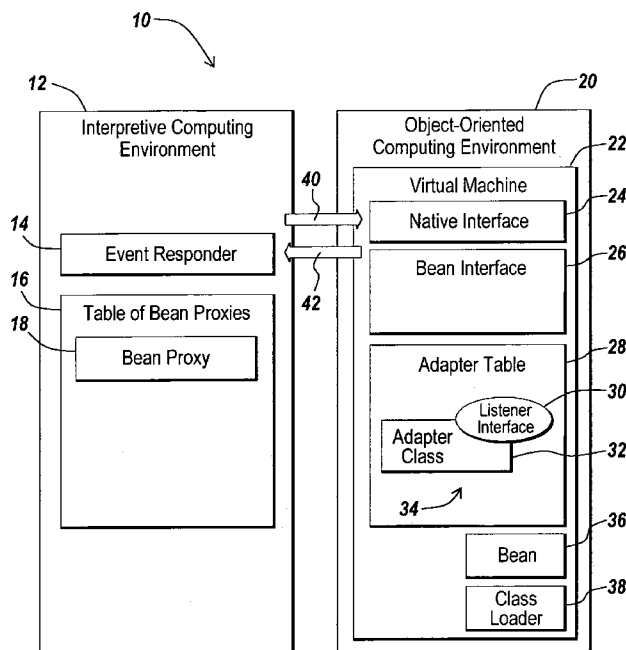 10
12
20
Interpretive Computing
Environment
Object-Oriented
Computing Environment
22
Virtual Machine
40
24
Native Interface
14
Event Responder
42
26
Bean Interface
16
Table of Bean Proxies
18
Bean Proxy
28
Adapter Table
30
Listener
Interface
Adapter
Class
32
34
36
Bean
38
Class
Loader